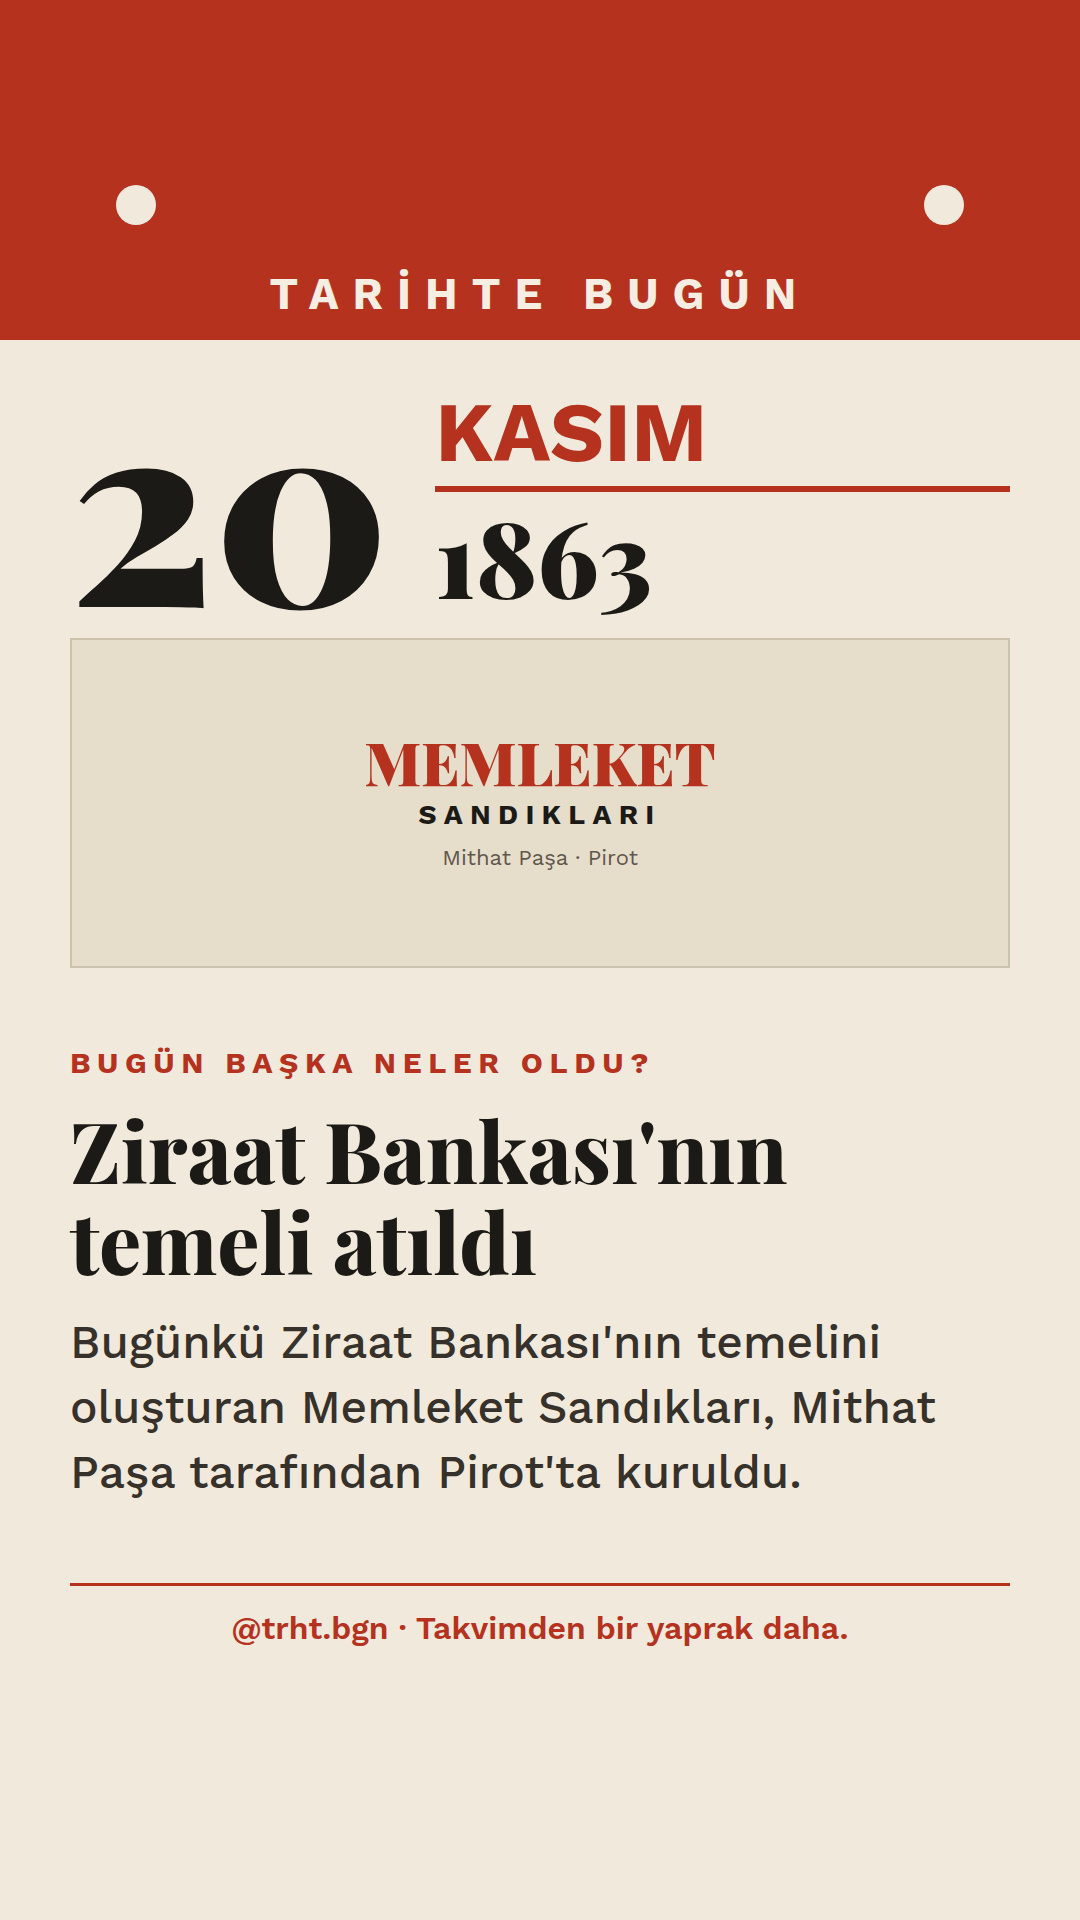 TARİHTE BUGÜN
20
KASIM
1863
MEMLEKET
SANDIKLARI
Mithat Paşa · Pirot
BUGÜN BAŞKA NELER OLDU?
Ziraat Bankası'nın
temeli atıldı
Bugünkü Ziraat Bankası'nın temelini
oluşturan Memleket Sandıkları, Mithat
Paşa tarafından Pirot'ta kuruldu.
@trht.bgn · Takvimden bir yaprak daha.